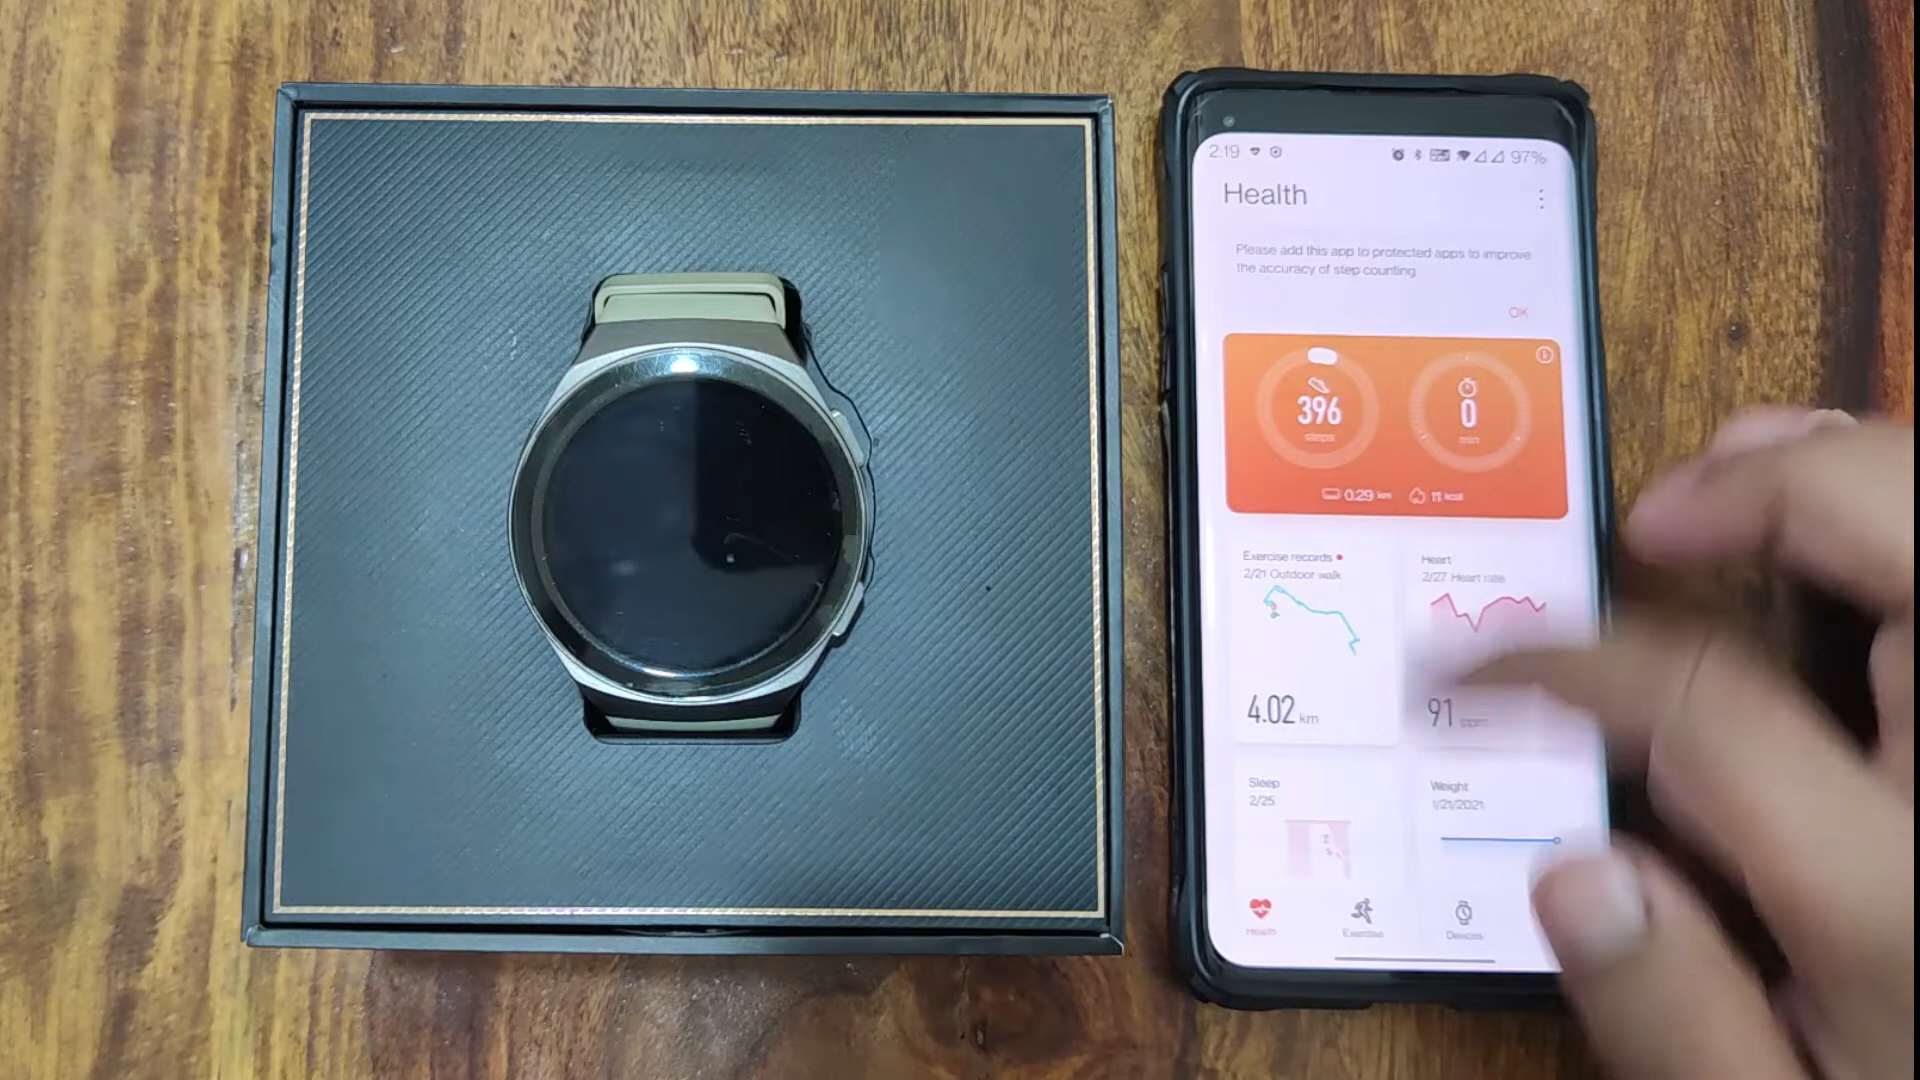 2:19 97%
Health
Please add this app to protected apps to improve
the accuracy of step counting
OK
396 0
steps min
0.29 km 11 kcal
Exercise records
2/21 Outdoor walk
4.02 km
Heart
2/27 Heart rate
91
Sleep
2/25
Weight
1/21/2021
Health Exercise Devices